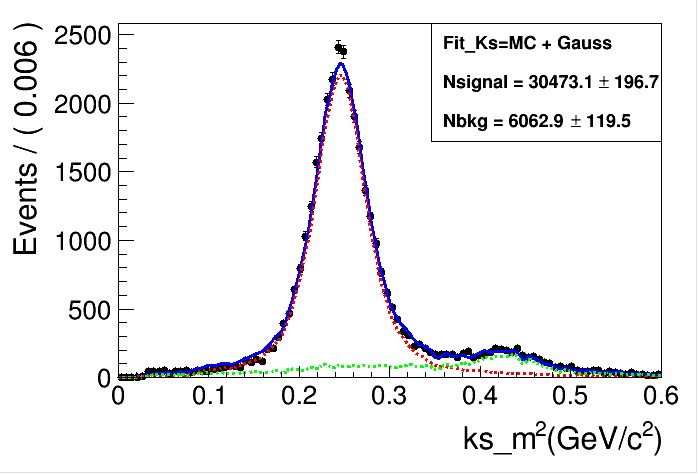 2500
2000
1500
1000
500
0
Events / ( 0.006 )
Fit_Ks=MC + Gauss
Nsignal = 30473.1 ± 196.7
Nbkg = 6062.9 ± 119.5
0 0.1 0.2 0.3 0.4 0.5 0.6
ks_m²(GeV/c²)